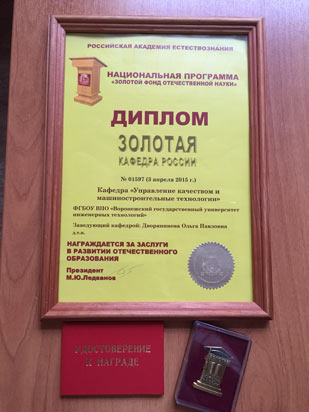 РОССИЙСКАЯ АКАДЕМИЯ ЕСТЕСТВОЗНАНИЯ
НАЦИОНАЛЬНАЯ ПРОГРАММА
«ЗОЛОТОЙ ФОНД ОТЕЧЕСТВЕННОЙ НАУКИ»
ДИПЛОМ
ЗОЛОТАЯ
КАФЕДРА РОССИИ
№ 01597 (3 апреля 2015 г.)
Кафедра «Управление качеством и
машиностроительные технологии»
ФГБОУ ВПО «Воронежский государственный университет
инженерных технологий»
Заведующий кафедрой: Дворянинова Ольга Павловна
д.т.н.
НАГРАЖДАЕТСЯ ЗА ЗАСЛУГИ
В РАЗВИТИИ ОТЕЧЕСТВЕННОГО
ОБРАЗОВАНИЯ
Президент
М.Ю.Ледванов
УДОСТОВЕРЕНИЕ
К НАГРАДЕ